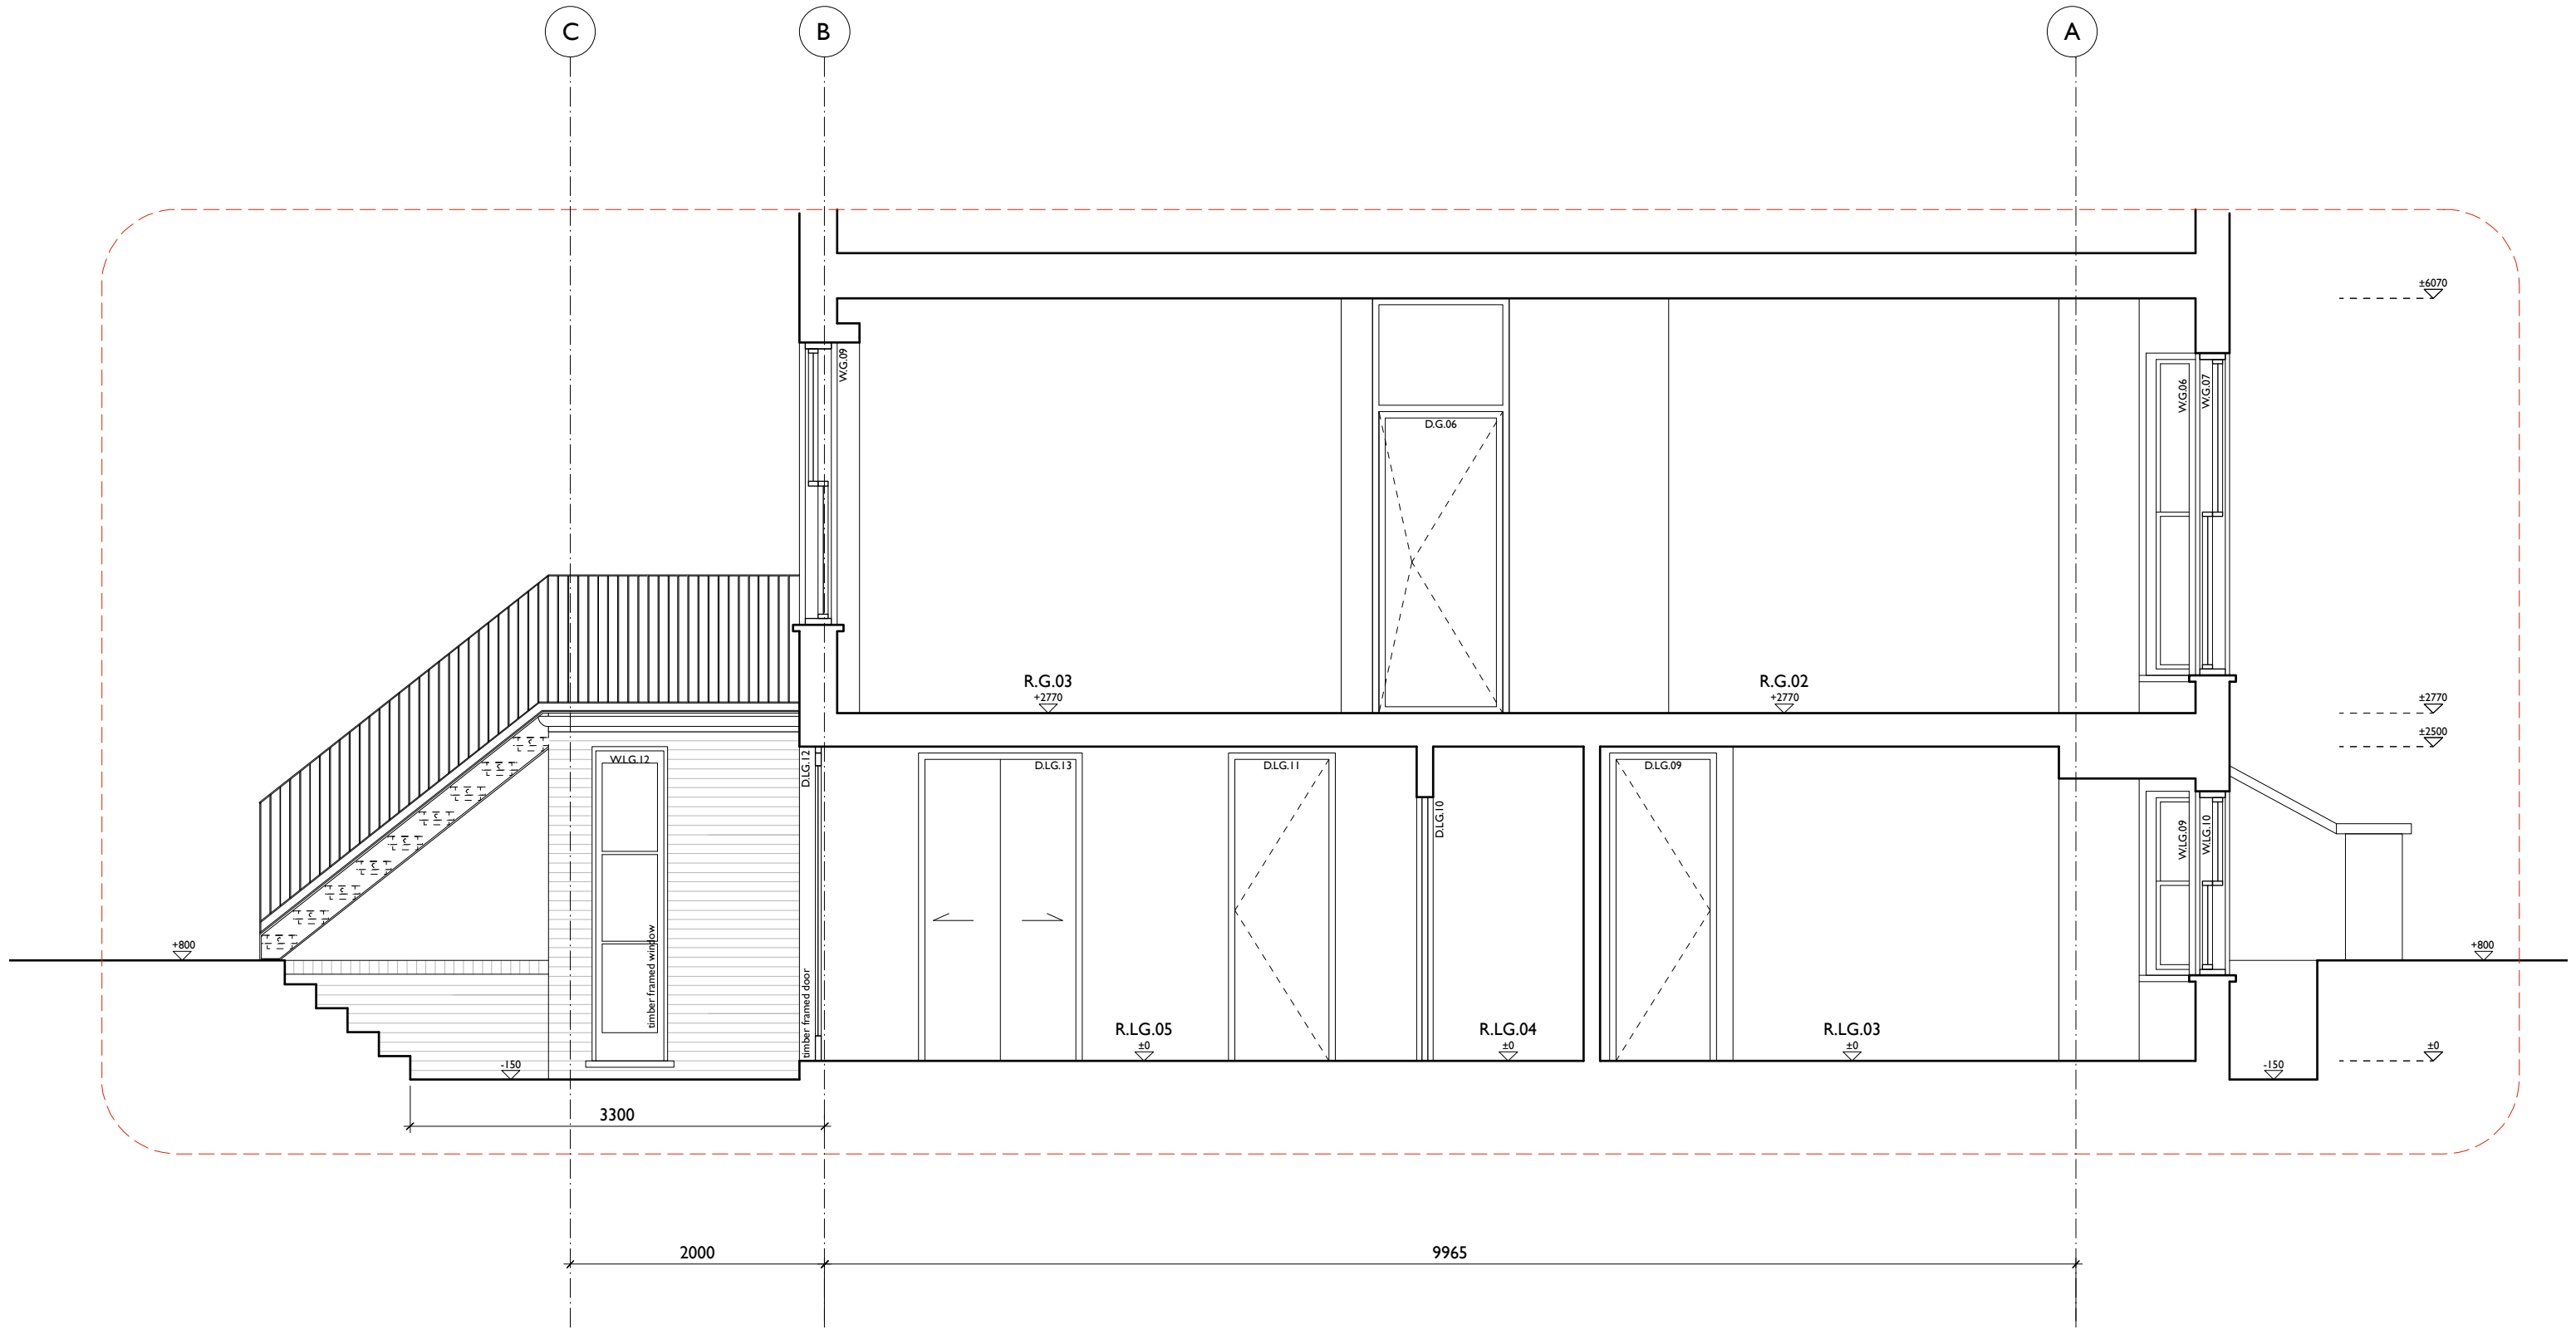 C
B
A
±6070
W.G.09
W.G.06
W.G.07
D.G.06
R.G.03
+2770
R.G.02
+2770
±2770
±2500
W.LG.12
D.LG.12
D.LG.13
D.LG.11
D.LG.10
D.LG.09
W.LG.09
W.LG.10
timber framed window
timber framed door
+800
+800
R.LG.05
±0
R.LG.04
±0
R.LG.03
±0
±0
-150
-150
3300
2000
9965